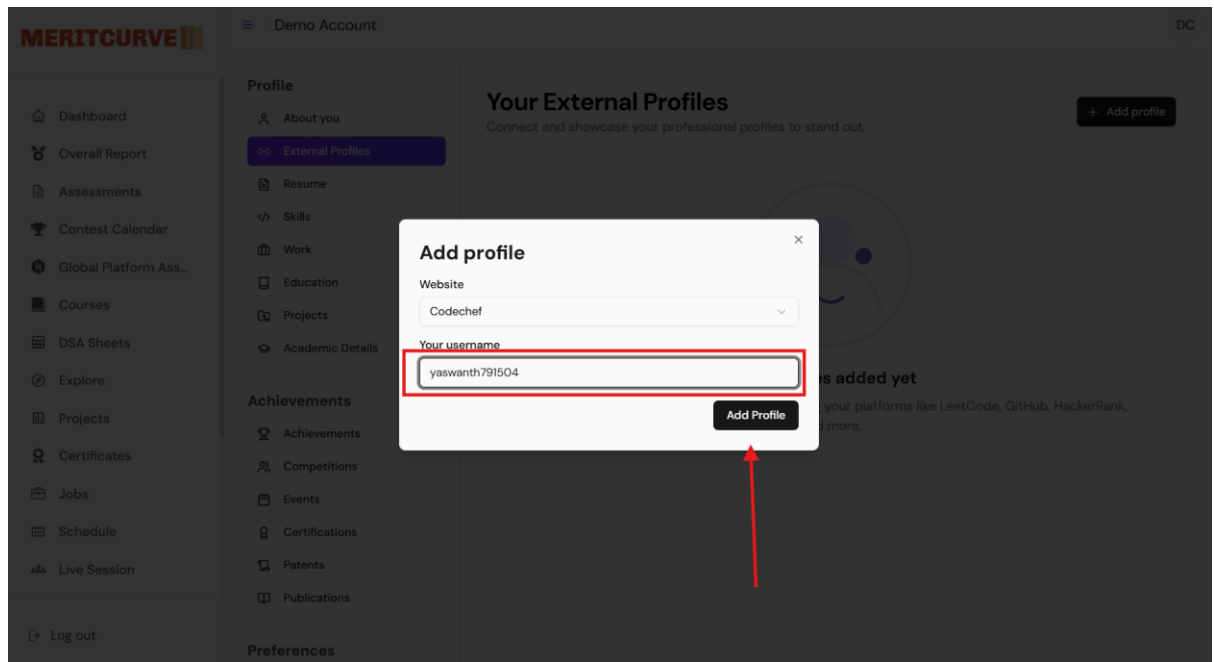 MERITCURVE
Demo Account
DC
Dashboard
Overall Report
Assessments
Contest Calendar
Global Platform Ass...
Courses
DSA Sheets
Explore
Projects
Certificates
Jobs
Schedule
Live Session
Log out
Profile
About you
External Profiles
Resume
Skills
Work
Education
Projects
Academic Details
Achievements
Achievements
Competitions
Events
Certifications
Patents
Publications
Preferences
Your External Profiles
Connect and showcase your professional profiles to stand out.
+ Add profile
Add profile
Website
Codechef
Your username
yaswanth791504
Add Profile
s added yet
your platforms like LeetCode, GitHub, HackerRank,
more.